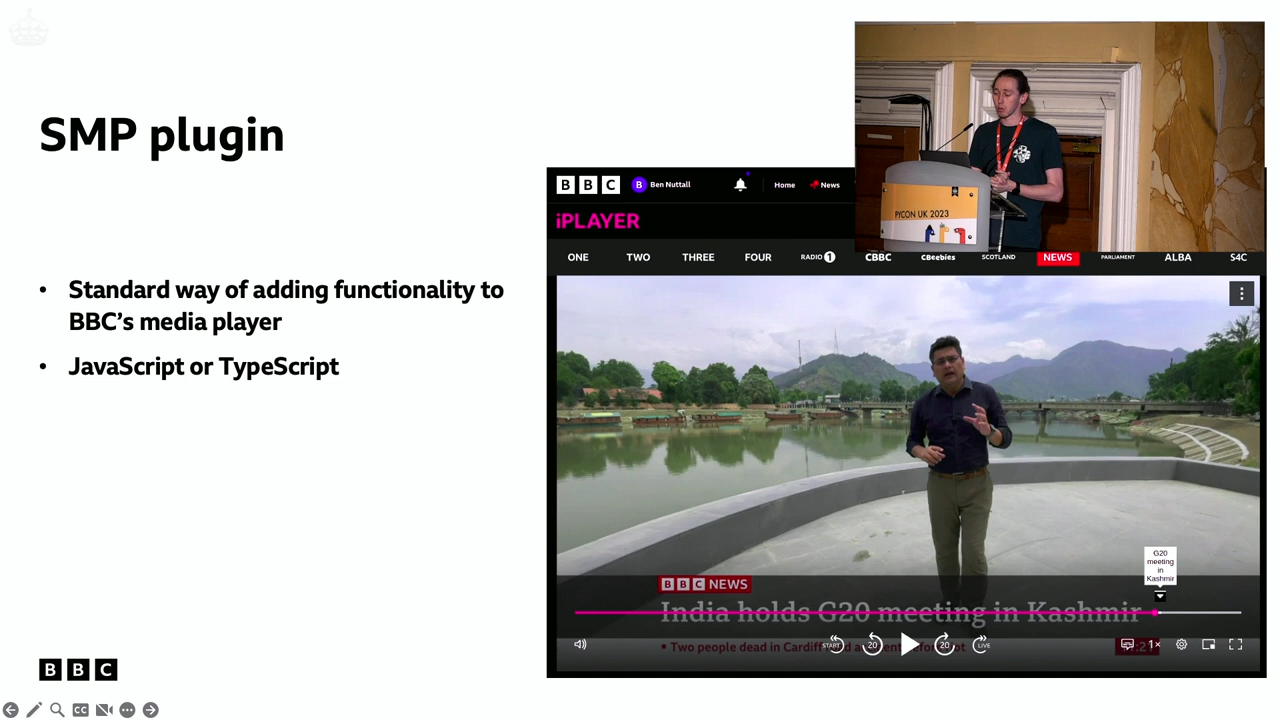 SMP plugin
• Standard way of adding functionality to
BBC's media player
• JavaScript or TypeScript
BBC
CC
PYCON UK 2023
BBC B Ben Nuttall Home News
iPLAYER
ONE TWO THREE FOUR RADIO 1 CBBC CBeebies SCOTLAND NEWS PARLIAMENT ALBA S4C
G20
meeting
in
Kashmir
BBC NEWS
India holds G20 meeting in Kashmir
Two people dead in Cardiff
START 20 20 LIVE 1×